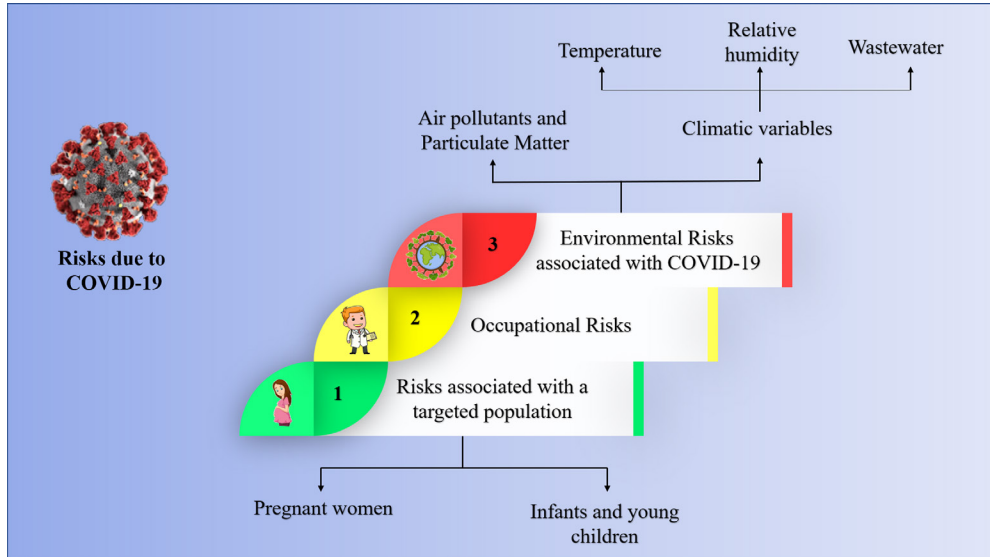 Temperature
Relative
humidity
Wastewater
Air pollutants and
Particulate Matter
Climatic variables
Risks due to
COVID-19
3
Environmental Risks
associated with COVID-19
2
Occupational Risks
1
Risks associated with a
targeted population
Pregnant women
Infants and young
children